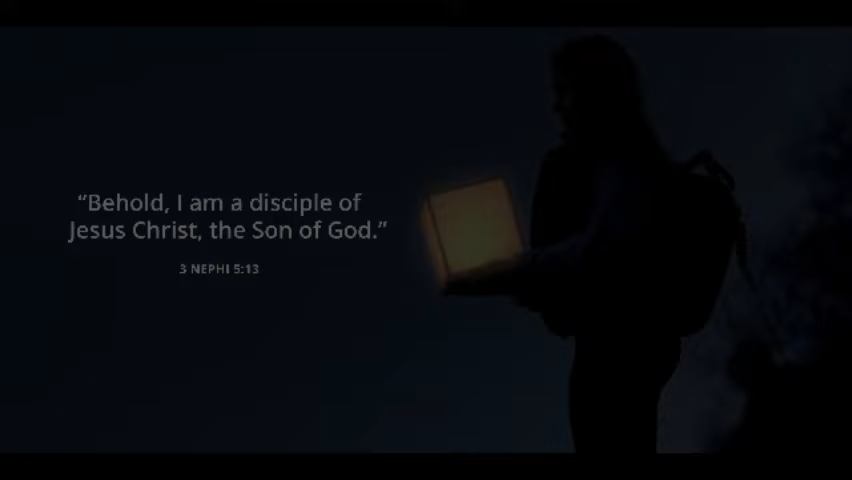 “Behold, I am a disciple of
Jesus Christ, the Son of God.”
3 NEPHI 5:13